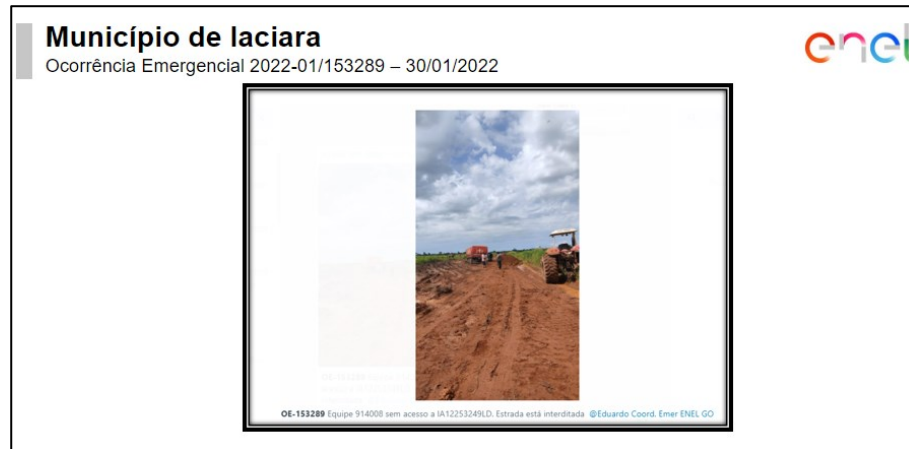 Município de Iaciara
enel
Ocorrência Emergencial 2022-01/153289 – 30/01/2022
OE-153289 Equipe 914008 sem acesso a IA12253249LD. Estrada está interditada @Eduardo Coord. Emer ENEL GO